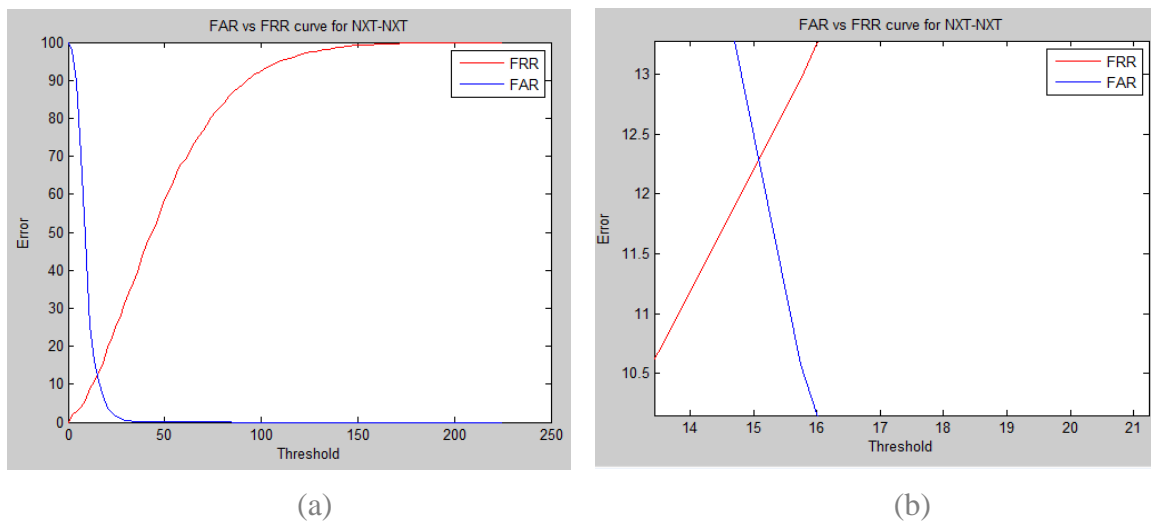 FAR vs FRR curve for NXT-NXT
100
90
80
70
60
50
40
30
20
10
0
Error
0 50 100 150 200 250
Threshold
FRR
FAR
(a)
FAR vs FRR curve for NXT-NXT
13
12.5
12
11.5
11
10.5
Error
14 15 16 17 18 19 20 21
Threshold
FRR
FAR
(b)